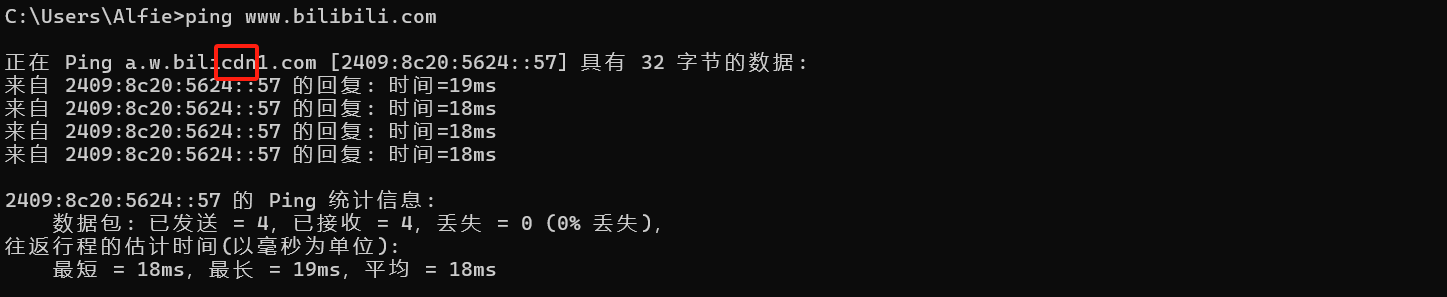 C:\Users\Alfie>ping www.bilibili.com
正在 Ping a.w.bilicdn1.com [2409:8c20:5624::57] 具有 32 字节的数据:
来自 2409:8c20:5624::57 的回复: 时间=19ms
来自 2409:8c20:5624::57 的回复: 时间=18ms
来自 2409:8c20:5624::57 的回复: 时间=18ms
来自 2409:8c20:5624::57 的回复: 时间=18ms
2409:8c20:5624::57 的 Ping 统计信息:
数据包: 已发送 = 4, 已接收 = 4, 丢失 = 0 (0% 丢失),
往返行程的估计时间(以毫秒为单位):
最短 = 18ms, 最长 = 19ms, 平均 = 18ms